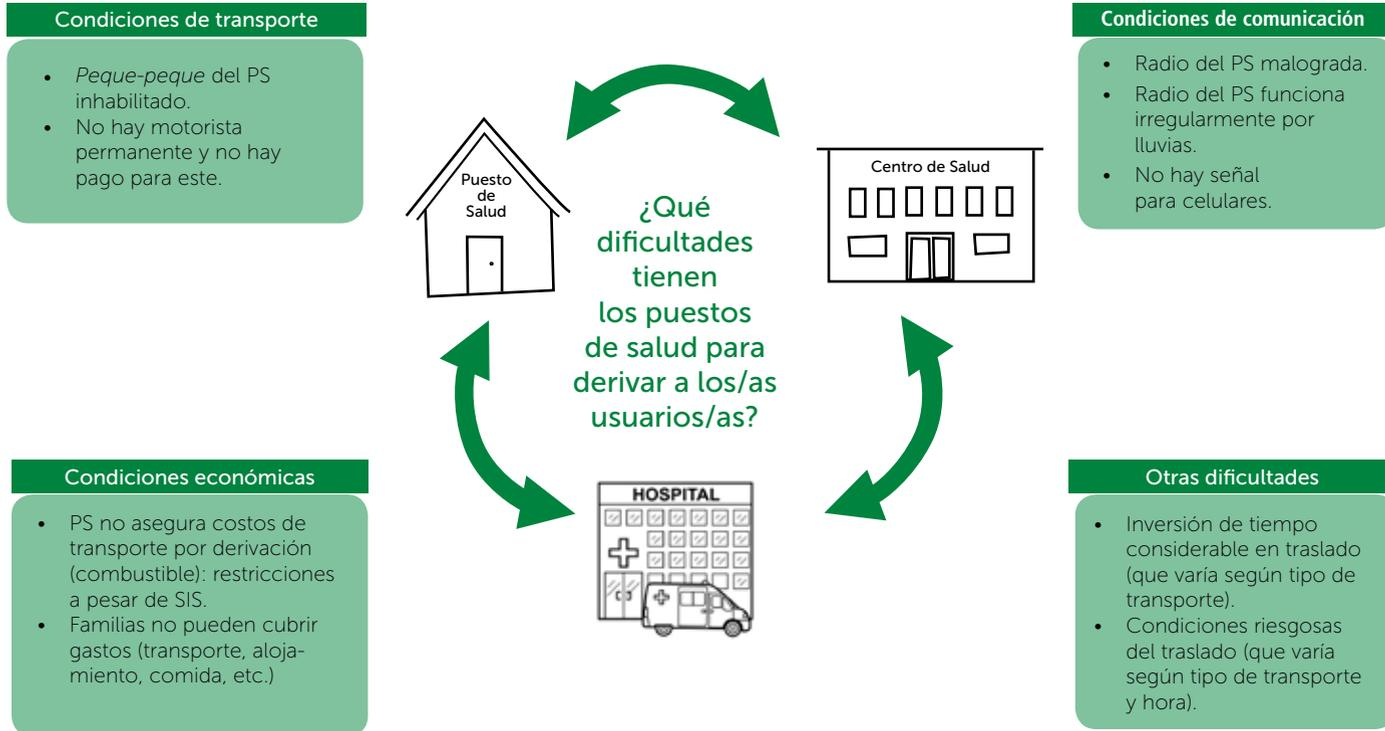 Condiciones de transporte
• Peque-peque del PS
inhabilitado.
• No hay motorista
permanente y no hay
pago para este.
Condiciones de comunicación
• Radio del PS malograda.
• Radio del PS funciona
irregularmente por
lluvias.
• No hay señal
para celulares.
Puesto
de
Salud
Centro de Salud
¿Qué
dificultades
tienen
los puestos
de salud para
derivar a los/as
usuarios/as?
HOSPITAL
Condiciones económicas
• PS no asegura costos de
transporte por derivación
(combustible): restricciones
a pesar de SIS.
• Familias no pueden cubrir
gastos (transporte, aloja-
miento, comida, etc.)
Otras dificultades
• Inversión de tiempo
considerable en traslado
(que varía según tipo de
transporte).
• Condiciones riesgosas
del traslado (que varía
según tipo de transporte
y hora).